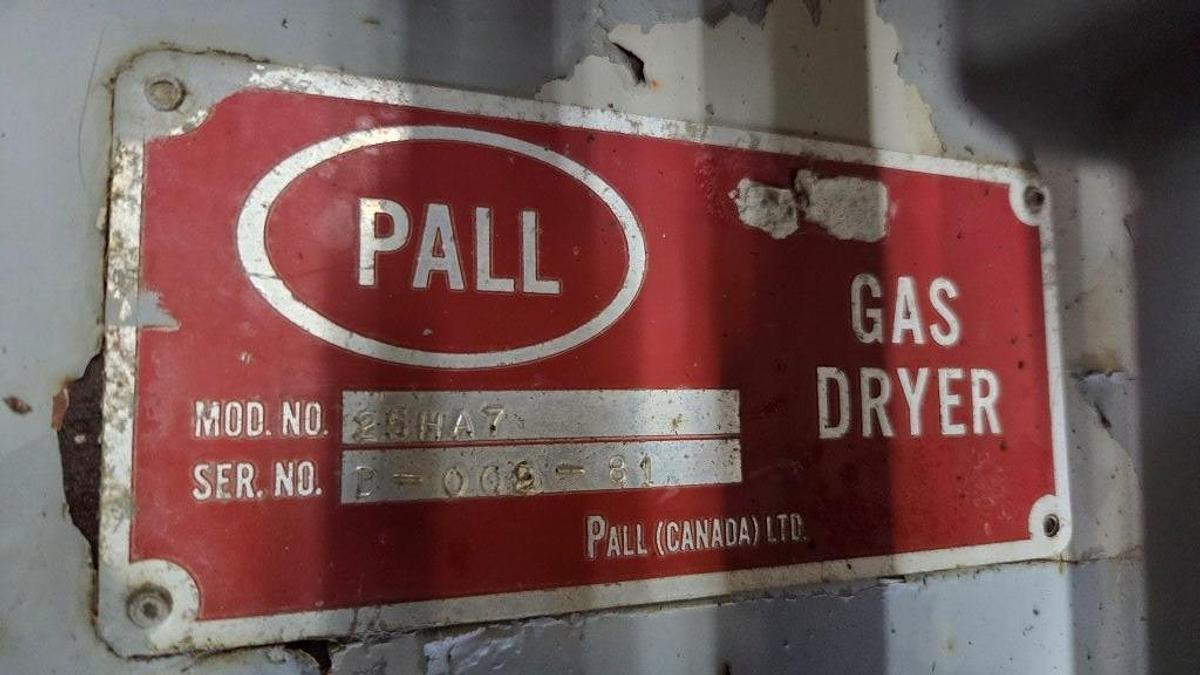 PALL
GAS
DRYER
MOD. NO. 25HA7
SER. NO.
PALL (CANADA) LTD.